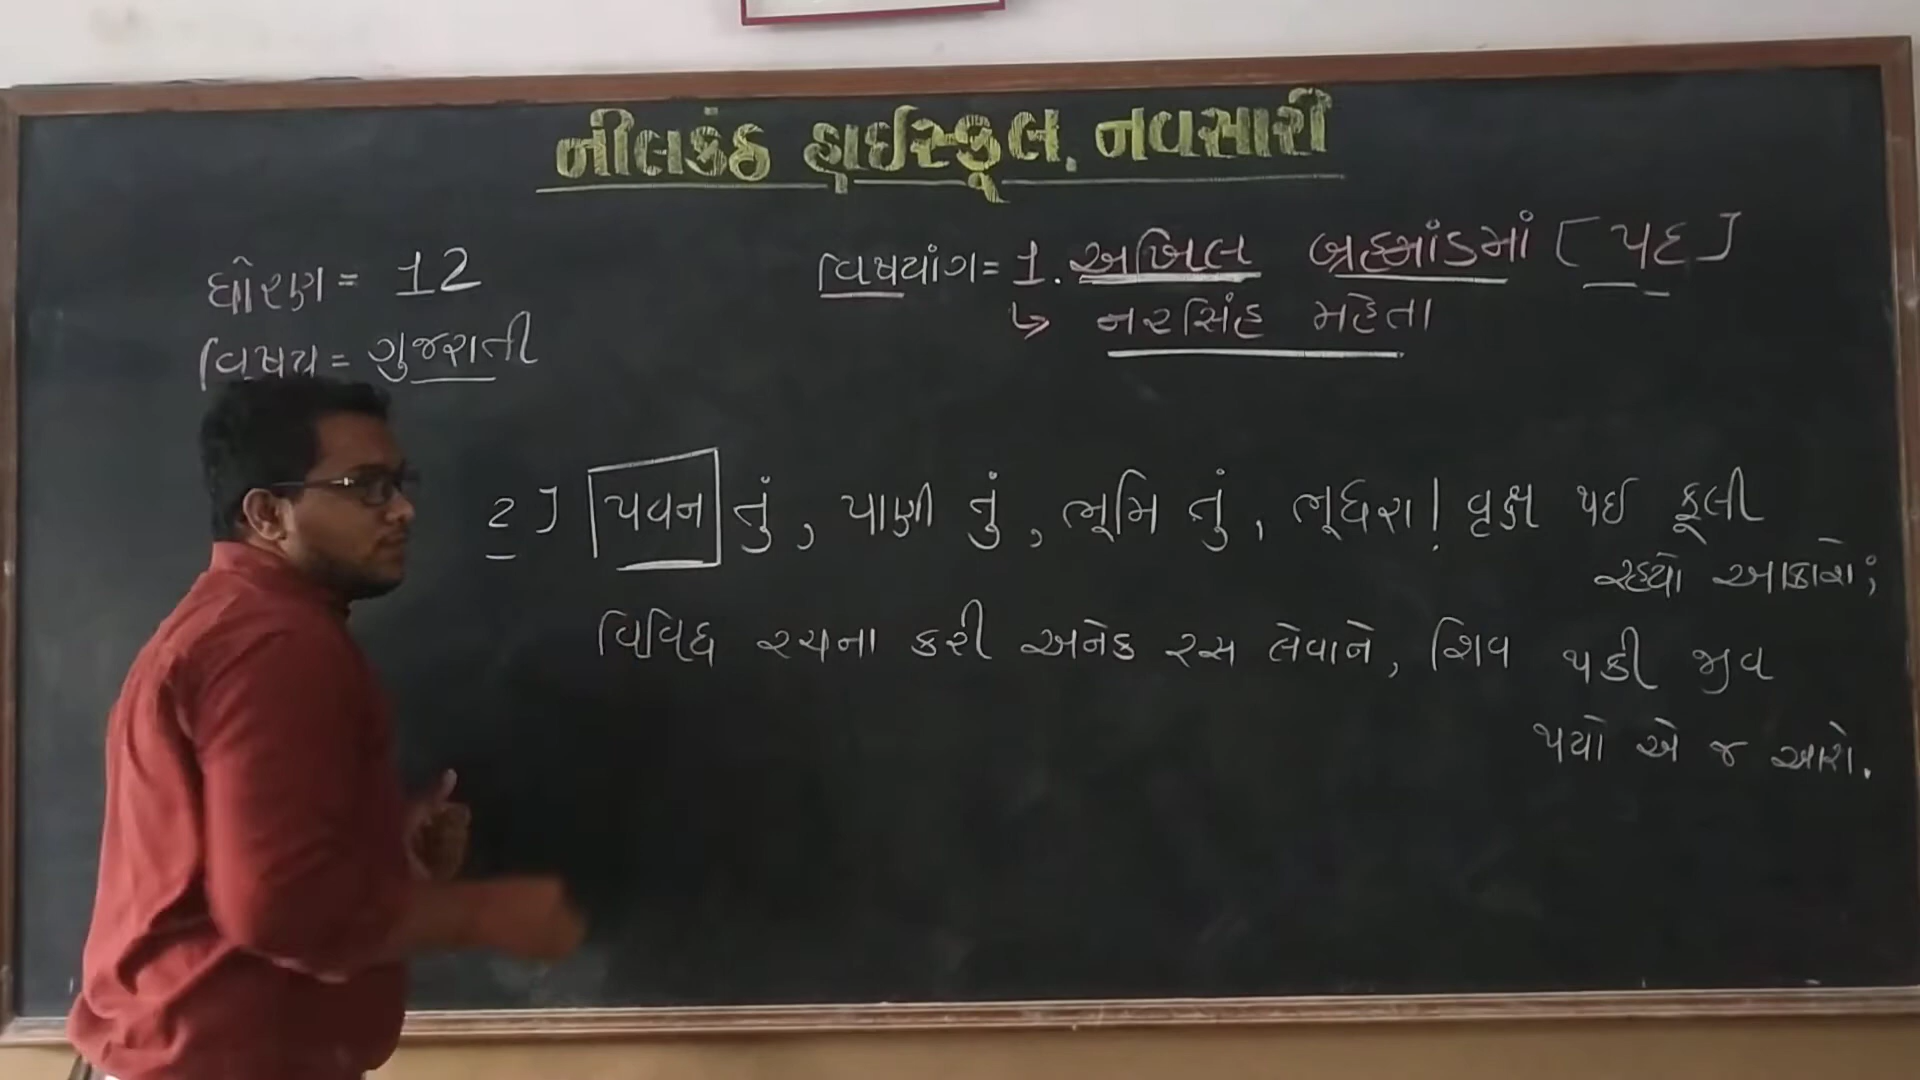 નીલકંઠ હાઈસ્કૂલ. નવસારી
ધોરણ = 12
વિષયાંગ = 1. અખિલ બ્રહ્માંડમાં [ પદ ]
↳ નરસિંહ મહેતા
વિષય = ગુજરાતી
2] પવન તું, પાણી તું, ભૂમિ તું, ભૂધરા! વૃક્ષ થઈ ફૂલી
રહ્યો આકાશે;
વિવિધ રચના કરી અનેક રસ લેવાને, શિવ થકી જીવ
થયો એ જ આશે.